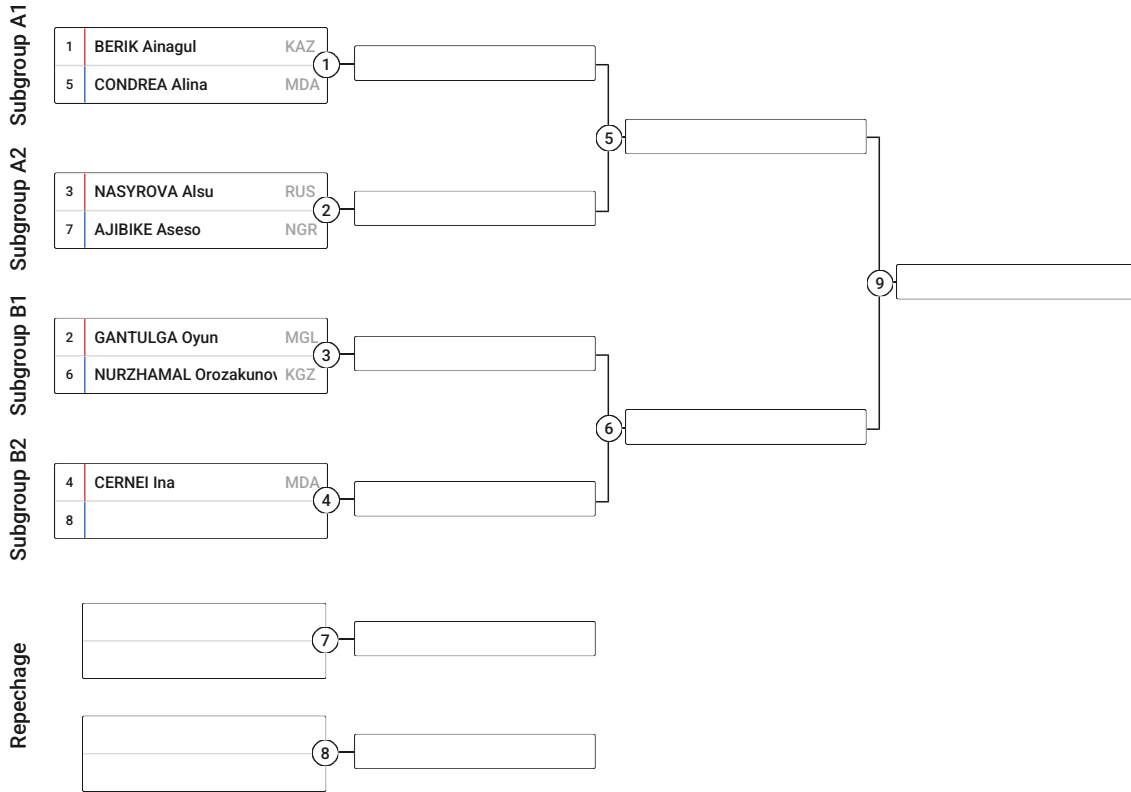 Subgroup A1
1 BERIK Ainagul KAZ
5 CONDREA Alina MDA
1
5
Subgroup A2
3 NASYROVA Alsu RUS
7 AJIBIKE Aseso NGR
2
9
Subgroup B1
2 GANTULGA Oyun MGL
6 NURZHAMAL Orozakunov KGZ
3
6
Subgroup B2
4 CERNEI Ina MDA
8
4
Repechage
7
8